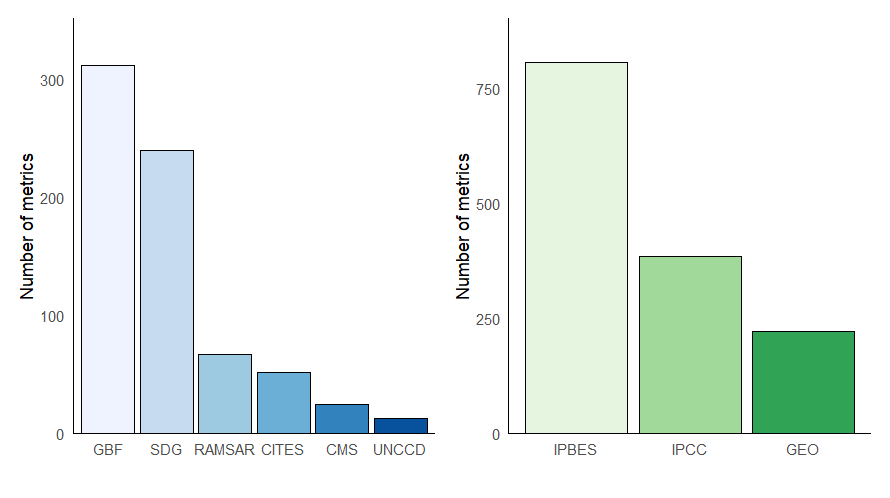 Number of metrics
300
200
100
0
GBF SDG RAMSAR CITES CMS UNCCD
Number of metrics
750
500
250
0
IPBES IPCC GEO